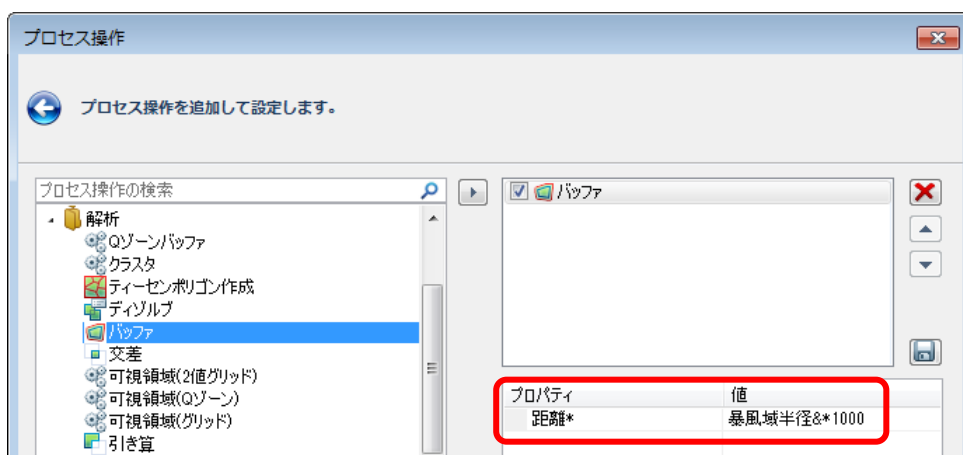 プロセス操作
プロセス操作を追加して設定します。
プロセス操作の検索
解析
Qゾーンバッファ
クラスタ
ティーセンポリゴン作成
ディゾルブ
バッファ
交差
可視領域(2値グリッド)
可視領域(Qゾーン)
可視領域(グリッド)
引き算
バッファ
プロパティ 値
距離* 暴風域半径&*1000